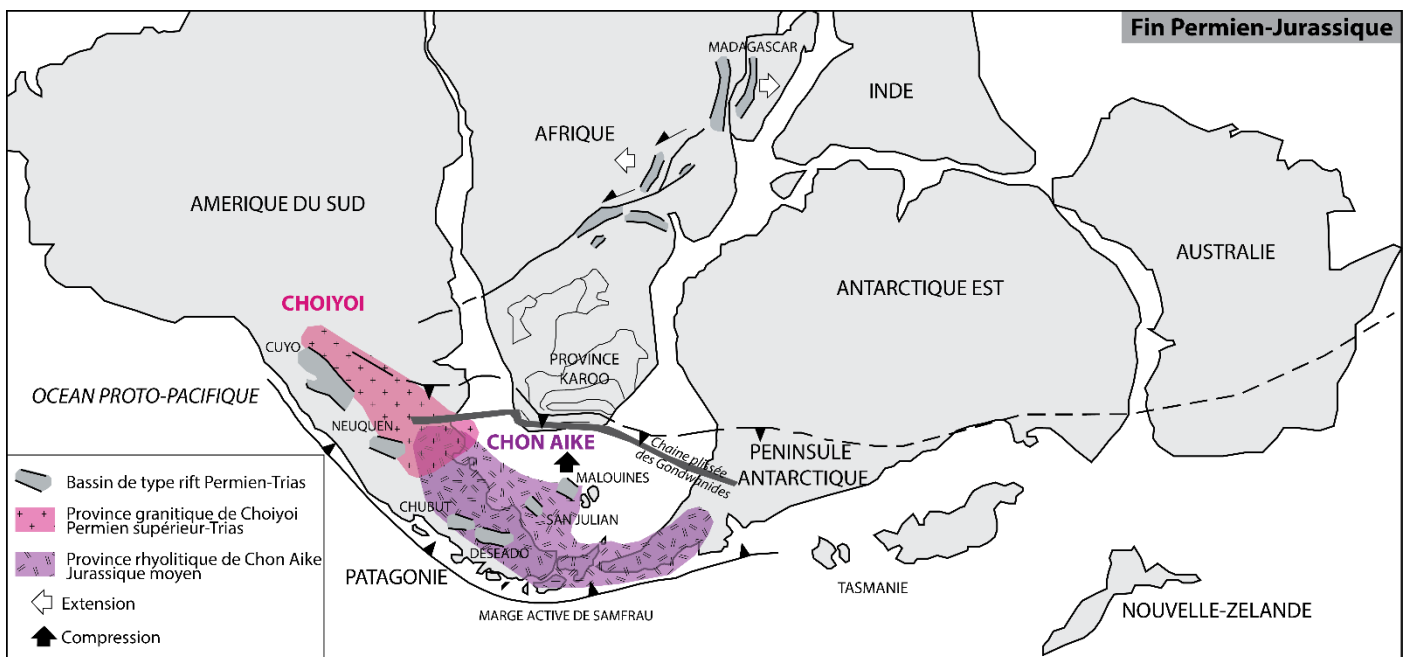 Fin Permien-Jurassique
MADAGASCAR
INDE
AFRIQUE
AMERIQUE DU SUD
AUSTRALIE
ANTARCTIQUE EST
CHOIYOI
CUYO
PROVINCE
KAROO
OCEAN PROTO-PACIFIQUE
NEUQUEN
CHON AIKE
Chaine plissée
des Gondwanides
PENINSULE
ANTARCTIQUE
MALOUINES
CHUBUT
SAN JULIAN
DESEADO
PATAGONIE
TASMANIE
MARGE ACTIVE DE SAMFRAU
NOUVELLE-ZELANDE
Bassin de type rift Permien-Trias
Province granitique de Choiyoi
Permien supérieur-Trias
Province rhyolitique de Chon Aike
Jurassique moyen
Extension
Compression